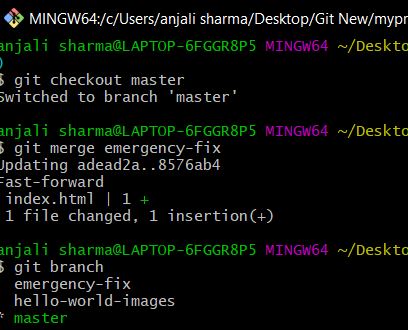 MINGW64:/c/Users/anjali sharma/Desktop/Git New/mypr
anjali sharma@LAPTOP-6FGGR8P5 MINGW64 ~/Deskto
)
$ git checkout master
Switched to branch 'master'
anjali sharma@LAPTOP-6FGGR8P5 MINGW64 ~/Deskto
$ git merge emergency-fix
Updating adead2a..8576ab4
Fast-forward
index.html | 1 +
1 file changed, 1 insertion(+)
anjali sharma@LAPTOP-6FGGR8P5 MINGW64 ~/Deskto
$ git branch
emergency-fix
hello-world-images
* master